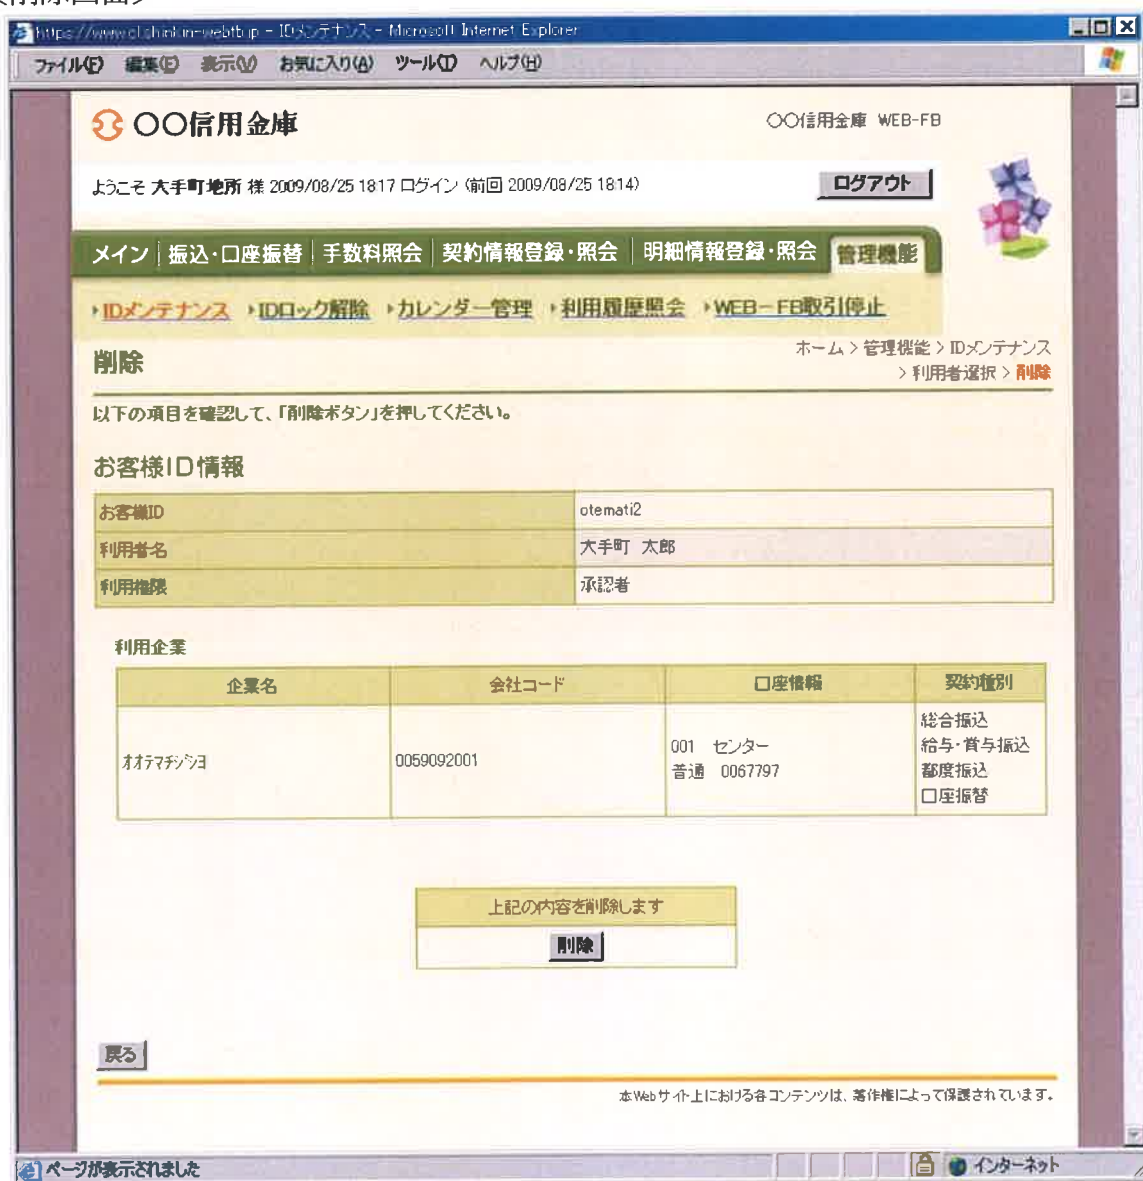 https://www
IDメンテナンス - Microsoft Internet Explorer
ファイル(F) 編集(E) 表示(V) お気に入り(A) ツール(T) ヘルプ(H)
〇〇信用金庫
〇〇信用金庫 WEB-FB
ようこそ 大手町地所 様 2009/08/25 18:17 ログイン (前回 2009/08/25 18:14)
ログアウト
メイン 振込・口座振替 手数料照会 契約情報登録・照会 明細情報登録・照会 管理機能
IDメンテナンス IDロック解除 カレンダー管理 利用履歴照会 WEB-FB取引停止
削除
ホーム > 管理機能 > IDメンテナンス
> 利用者選択 > 削除
以下の項目を確認して、「削除ボタン」を押してください。
お客様ID情報
お客様ID otemati2
利用者名 大手町 太郎
利用権限 承認者
利用企業
企業名 会社コード 口座情報 契約種別
オオテマチジシヨ
0059092001
001 センター
普通 0067797
総合振込
給与・賞与振込
都度振込
口座振替
上記の内容を削除します
削除
戻る
本Webサイト上における各コンテンツは、著作権によって保護されています。
ページが表示されました
インターネット